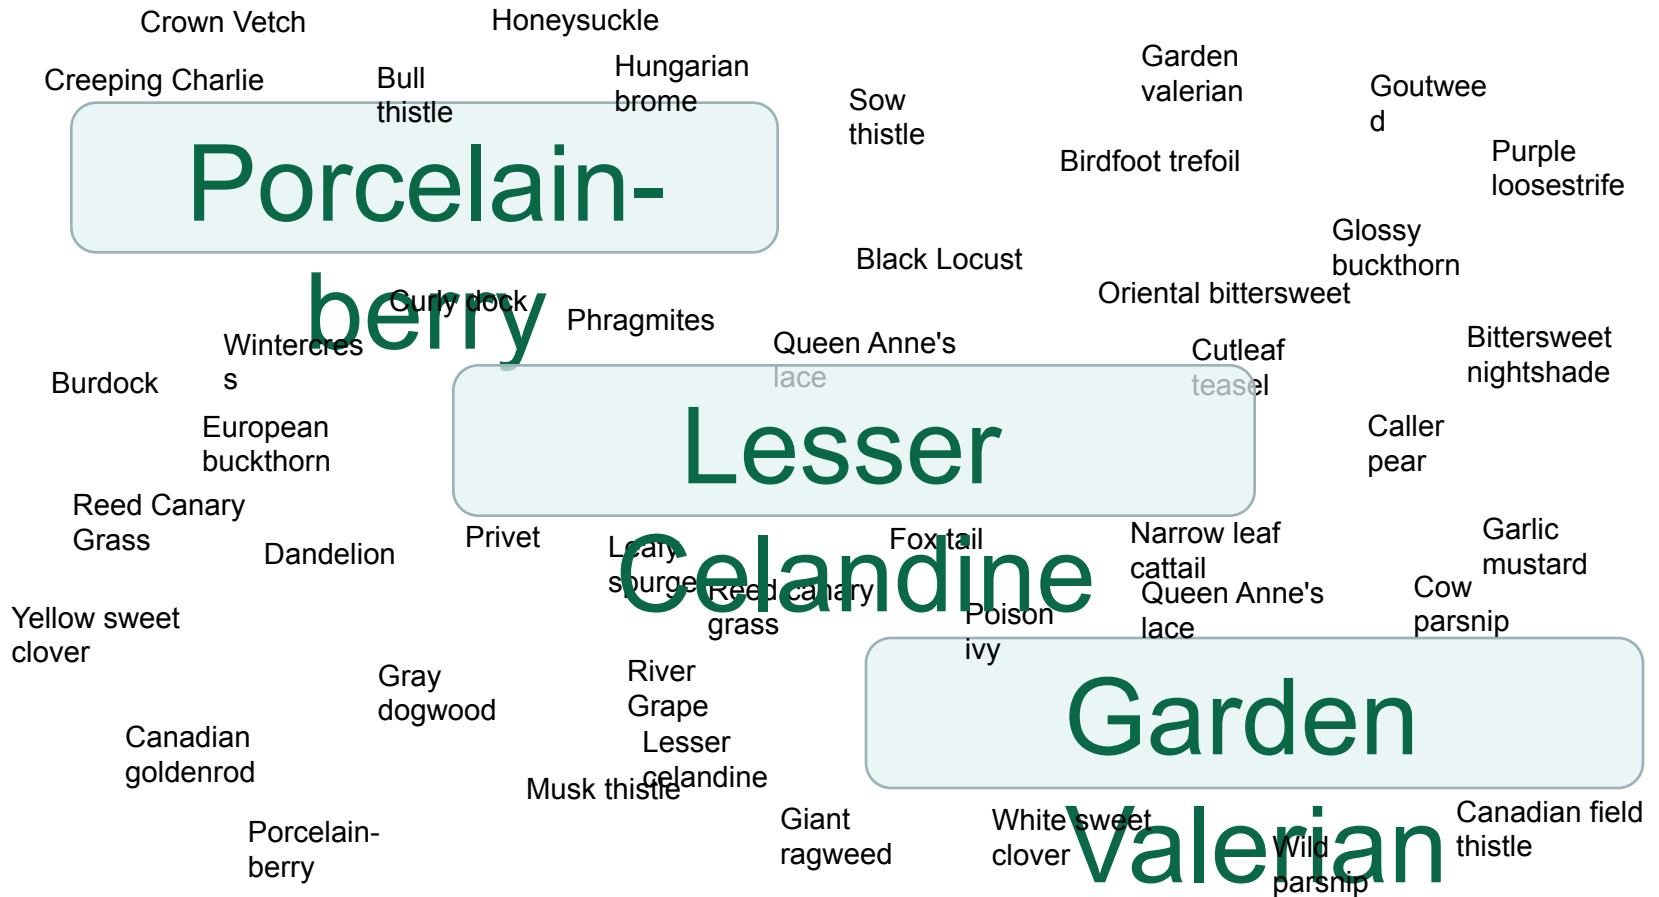 Crown Vetch
Honeysuckle
Creeping Charlie
Bull
thistle
Hungarian
brome
Sow
thistle
Garden
valerian
Goutwee
d
Birdfoot trefoil
Purple
loosestrife
Porcelain-
berry
Black Locust
Glossy
buckthorn
Oriental bittersweet
Curly dock
Phragmites
Wintercres
s
Queen Anne's
lace
Cutleaf
teasel
Bittersweet
nightshade
Burdock
European
buckthorn
Lesser
Celandine
Caller
pear
Reed Canary
Grass
Dandelion
Privet
Leafy
spurge
Foxtail
Narrow leaf
cattail
Garlic
mustard
Reed canary
grass
Poison
ivy
Queen Anne's
lace
Cow
parsnip
Yellow sweet
clover
Gray
dogwood
River
Grape
Garden
Valerian
Canadian
goldenrod
Lesser
celandine
Musk thistle
Porcelain-
berry
Giant
ragweed
White sweet
clover
Wild
parsnip
Canadian field
thistle